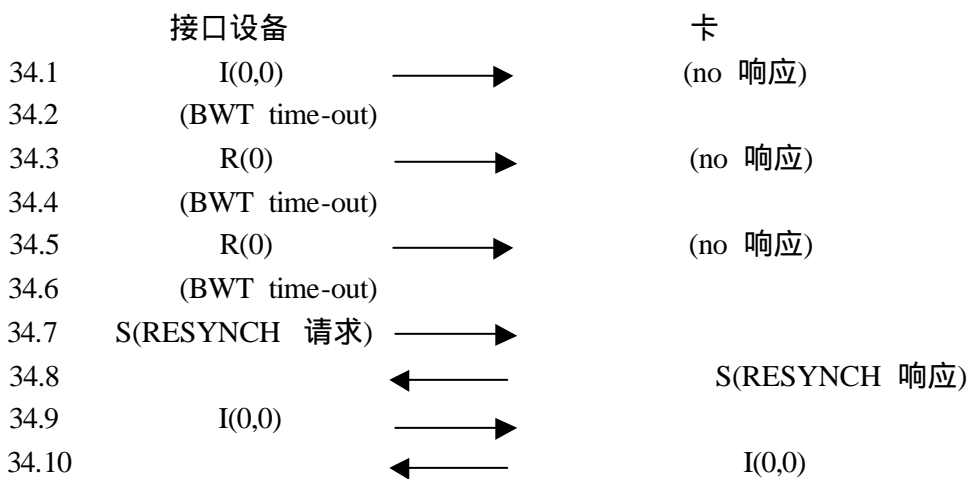 接口设备 卡
34.1 I(0,0) (no 响应)
34.2 (BWT time-out)
34.3 R(0) (no 响应)
34.4 (BWT time-out)
34.5 R(0) (no 响应)
34.6 (BWT time-out)
34.7 S(RESYNCH 请求)
34.8 S(RESYNCH 响应)
34.9 I(0,0)
34.10 I(0,0)